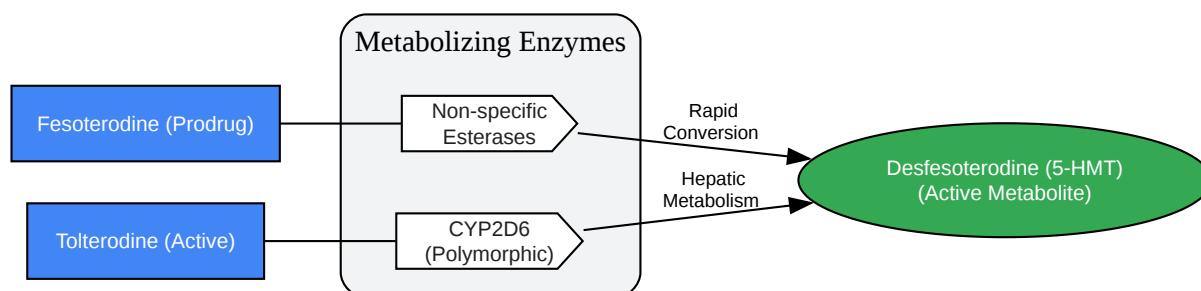 Metabolizing Enzymes
Fesoterodine (Prodrug)
Non-specific
Esterases
Rapid
Conversion
Desfesoterodine (5-HMT)
(Active Metabolite)
Hepatic
Metabolism
Tolterodine (Active)
CYP2D6
(Polymorphic)